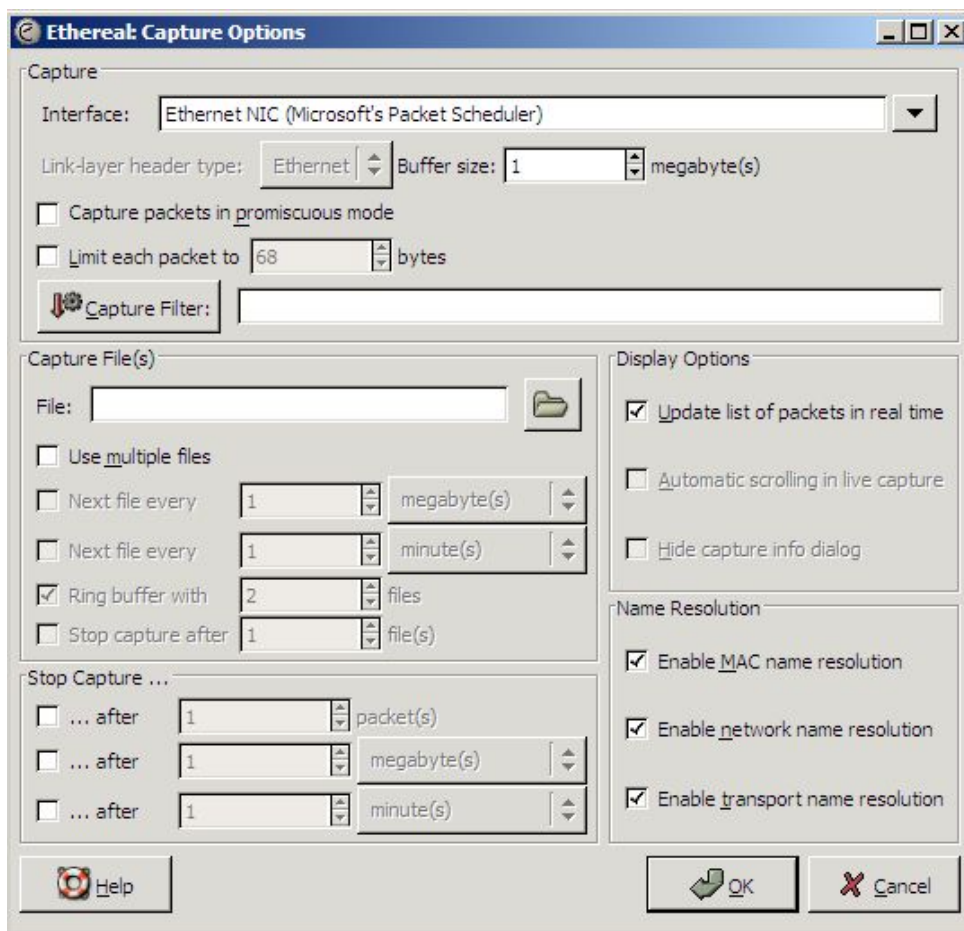 Ethereal: Capture Options
Capture
Interface: Ethernet NIC (Microsoft's Packet Scheduler)
Link-layer header type: Ethernet Buffer size: 1 megabyte(s)
Capture packets in promiscuous mode
Limit each packet to 68 bytes
Capture Filter:
Capture File(s)
File:
Use multiple files
Next file every 1 megabyte(s)
Next file every 1 minute(s)
Ring buffer with 2 files
Stop capture after 1 file(s)
Stop Capture ...
... after 1 packet(s)
... after 1 megabyte(s)
... after 1 minute(s)
Display Options
Update list of packets in real time
Automatic scrolling in live capture
Hide capture info dialog
Name Resolution
Enable MAC name resolution
Enable network name resolution
Enable transport name resolution
Help OK Cancel